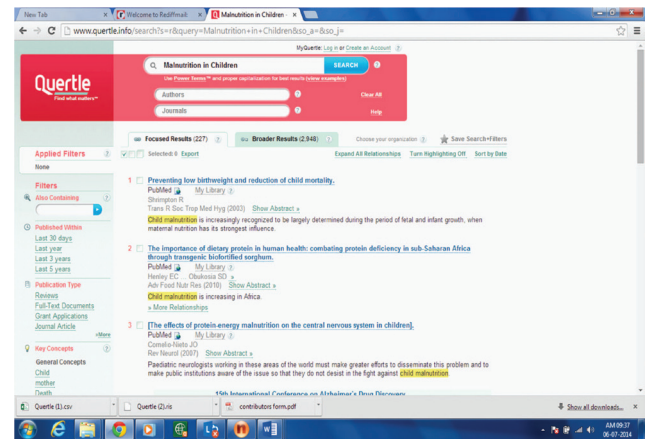 New Tab
Welcome to Rediffmail:
Malnutrition in Children -
www.quertle.info/search?s=r&query=Malnutrition+in+Children&so_a=&so_j=
MyQuertle: Log in or Create an Account
Quertle
Find what matters™
Malnutrition in Children
SEARCH
Use Power Terms™ and proper capitalization for best results (view examples)
Authors
Clear All
Journals
Help
Focused Results (227)
Broader Results (2,948)
Choose your organization
Save Search+Filters
Applied Filters
None
Selected: 0 Export
Expand All Relationships
Turn Highlighting Off
Sort by Date
Filters
Also Containing
Published Within
Last 30 days
Last year
Last 3 years
Last 5 years
Publication Type
Reviews
Full-Text Documents
Grant Applications
Journal Article
»More
Key Concepts
General Concepts
Child
mother
Death
1 Preventing low birthweight and reduction of child mortality.
PubMed My Library
Shrimpton R
Trans R Soc Trop Med Hyg (2003) Show Abstract »
Child malnutrition is increasingly recognized to be largely determined during the period of fetal and infant growth, when
maternal nutrition has its strongest influence.
2 The importance of dietary protein in human health: combating protein deficiency in sub-Saharan Africa
through transgenic biofortified sorghum.
PubMed My Library
Henley EC ... Obukosia SD »
Adv Food Nutr Res (2010) Show Abstract »
Child malnutrition is increasing in Africa.
» More Relationships
3 [The effects of protein-energy malnutrition on the central nervous system in children].
PubMed My Library
Cornelio-Nieto JO
Rev Neurol (2007) Show Abstract »
Paediatric neurologists working in these areas of the world must make greater efforts to disseminate this problem and to
make public institutions aware of the issue so that they do not desist in the fight against child malnutrition.
15th International Conference on Alzheimer's Drug Discovery
Quertle (1).csv
Quertle (2).ris
contributors form.pdf
Show all downloads...
AM 09:37
06-07-2014